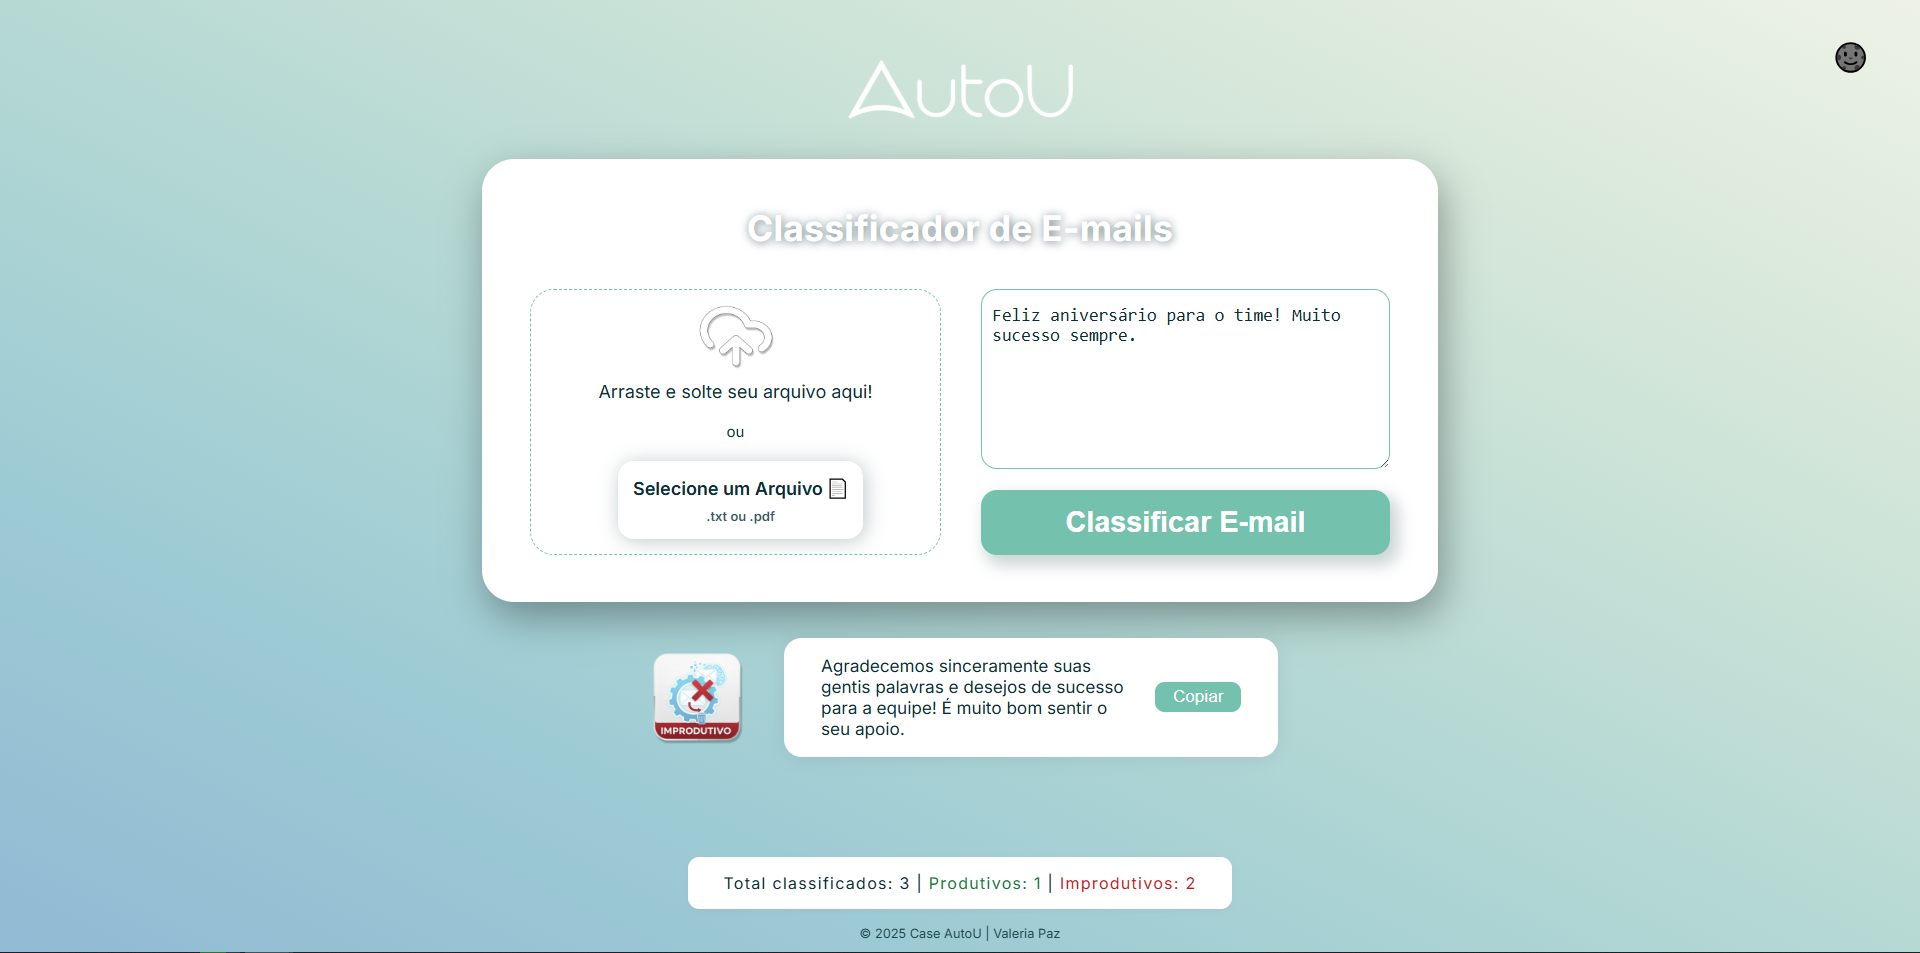 AutoU
Classificador de E-mails
Arraste e solte seu arquivo aqui!
ou
Selecione um Arquivo
.txt ou .pdf
Feliz aniversário para o time! Muito
sucesso sempre.
Classificar E-mail
IMPRODUTIVO
Agradecemos sinceramente suas
gentis palavras e desejos de sucesso
para a equipe! É muito bom sentir o
seu apoio.
Copiar
Total classificados: 3 | Produtivos: 1 | Improdutivos: 2
© 2025 Case AutoU | Valeria Paz